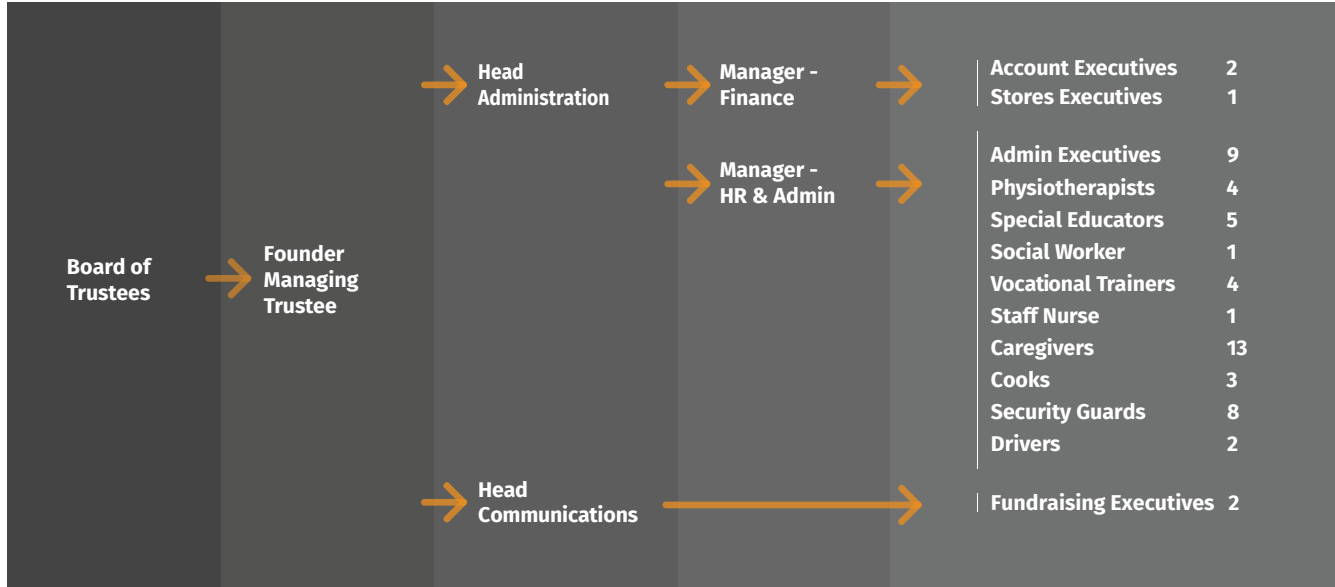 Board of
Trustees
Founder
Managing
Trustee
Head
Administration
Manager -
Finance
Account Executives 2
Stores Executives 1
Manager -
HR & Admin
Admin Executives 9
Physiotherapists 4
Special Educators 5
Social Worker 1
Vocational Trainers 4
Staff Nurse 1
Caregivers 13
Cooks 3
Security Guards 8
Drivers 2
Head
Communications
Fundraising Executives 2